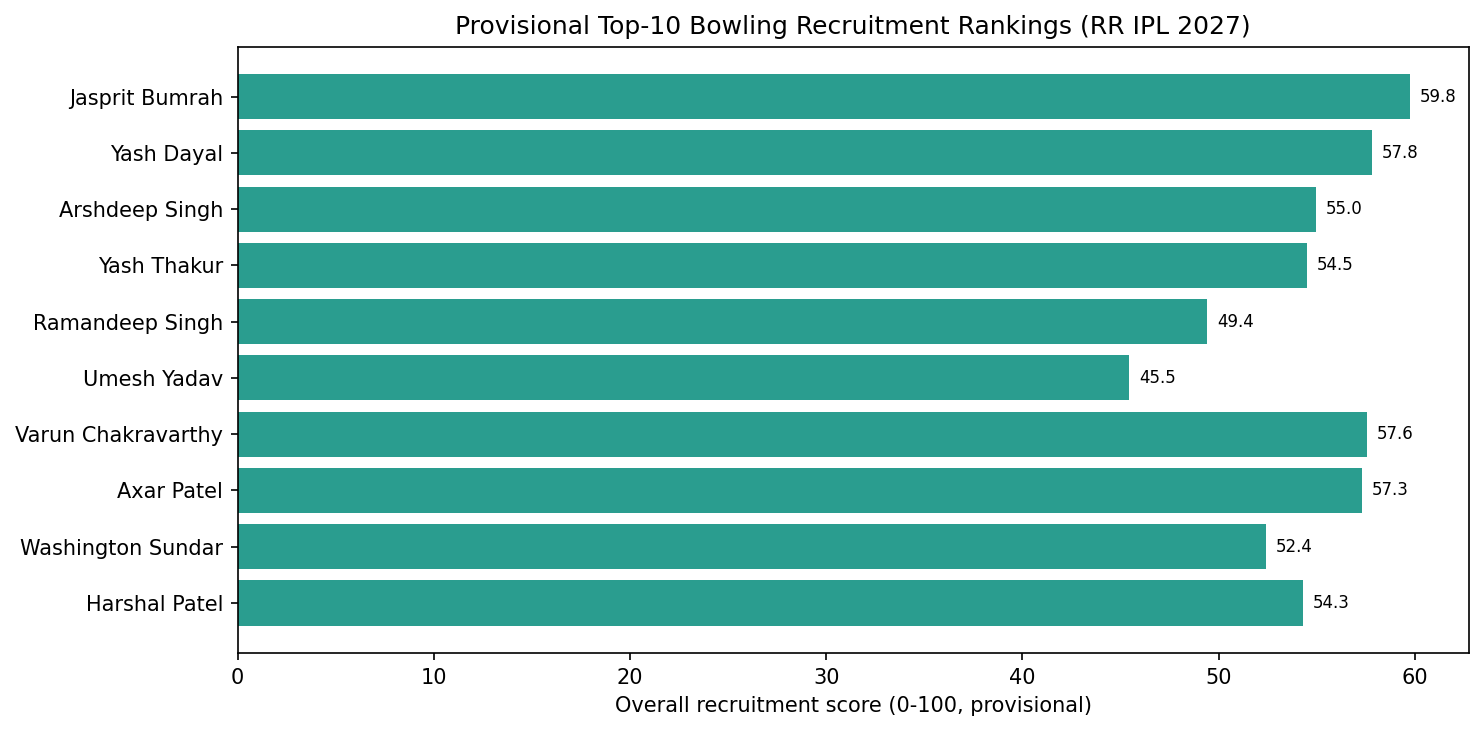 Provisional Top-10 Bowling Recruitment Rankings (RR IPL 2027)
Jasprit Bumrah 59.8
Yash Dayal 57.8
Arshdeep Singh 55.0
Yash Thakur 54.5
Ramandeep Singh 49.4
Umesh Yadav 45.5
Varun Chakravarthy 57.6
Axar Patel 57.3
Washington Sundar 52.4
Harshal Patel 54.3
0 10 20 30 40 50 60
Overall recruitment score (0-100, provisional)